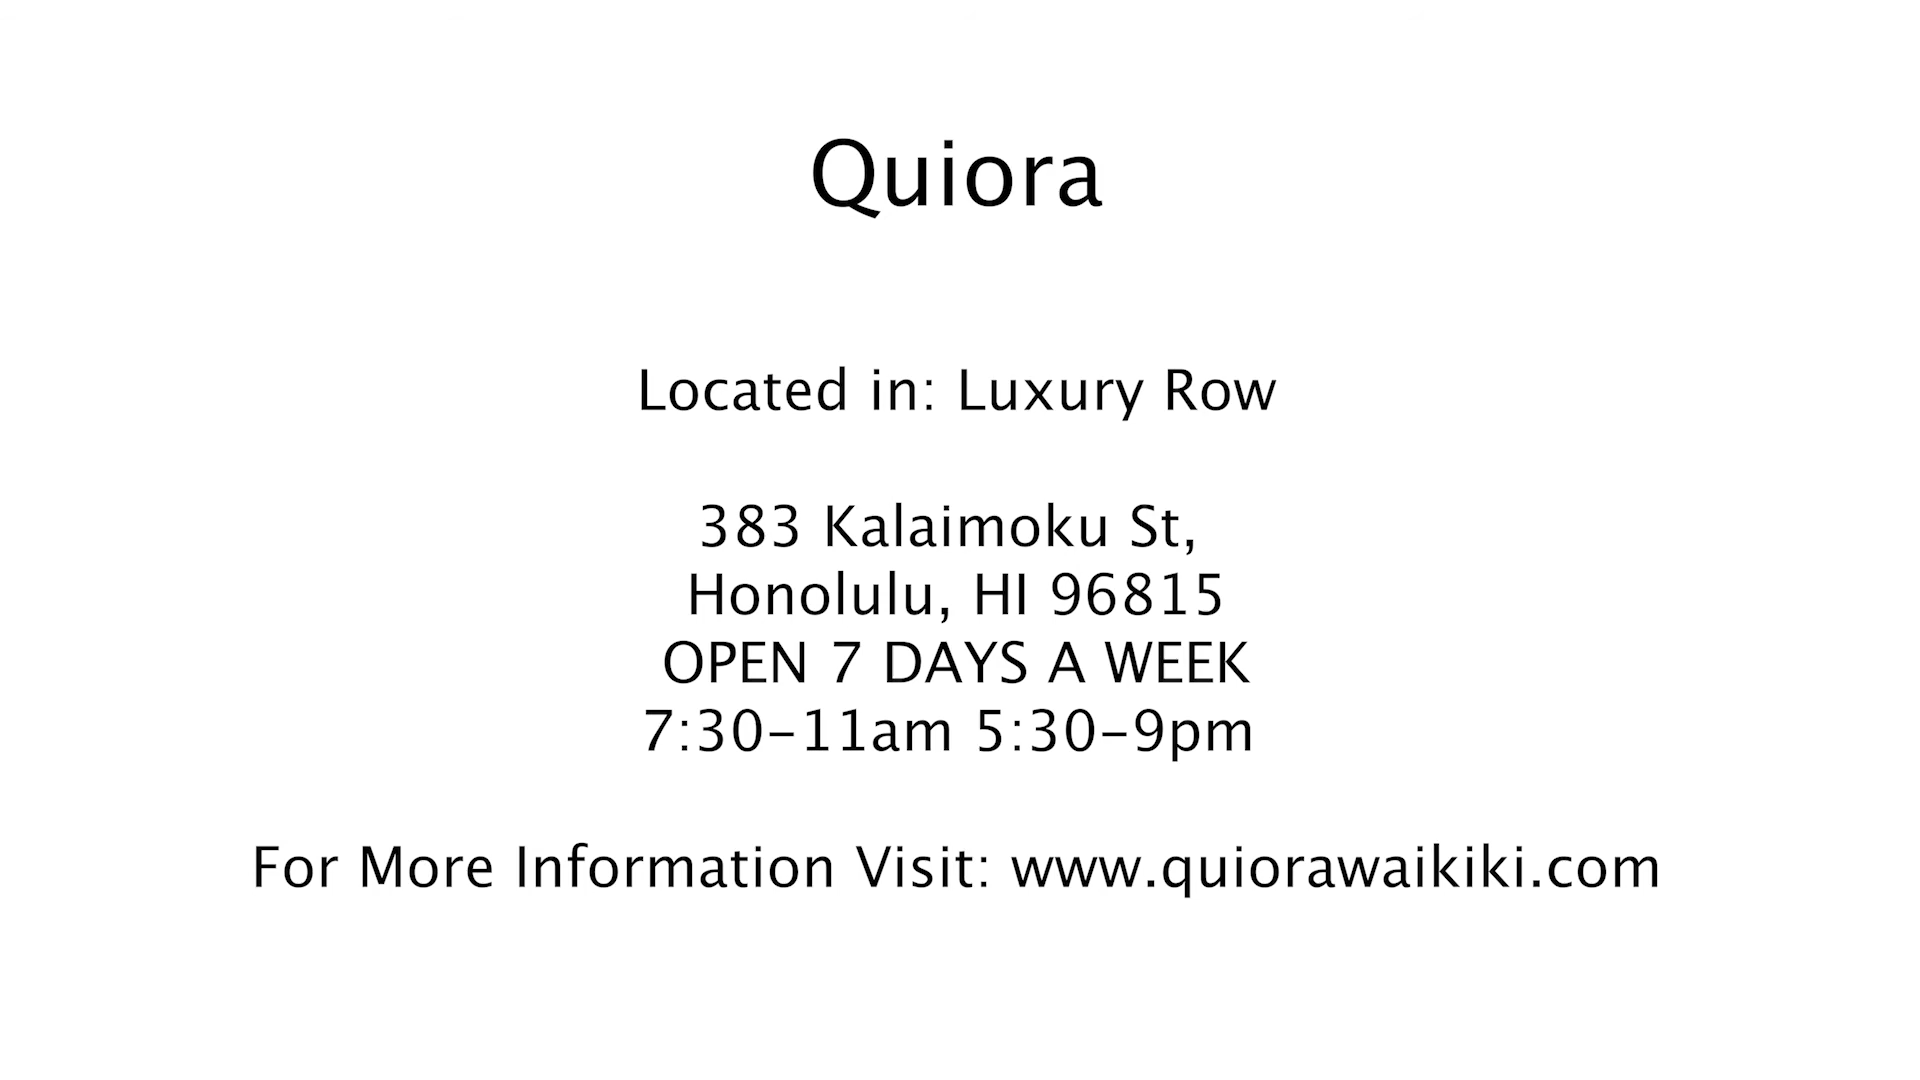 Quiora
Located in: Luxury Row
383 Kalaimoku St,
Honolulu, HI 96815
OPEN 7 DAYS A WEEK
7:30-11am 5:30-9pm
For More Information Visit: www.quiorawaikiki.com